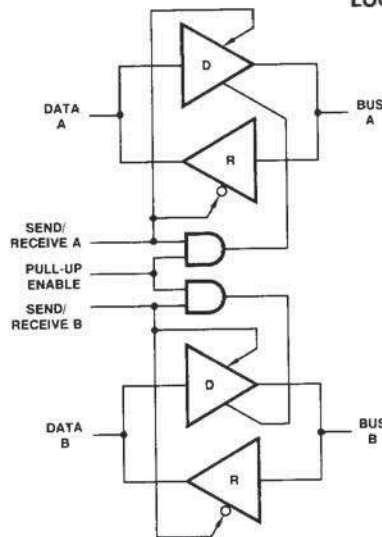 D
DATA
A
BUS
A
R
SEND/
RECEIVE A
PULL-UP
ENABLE
SEND/
RECEIVE B
D
DATA
B
BUS
B
R